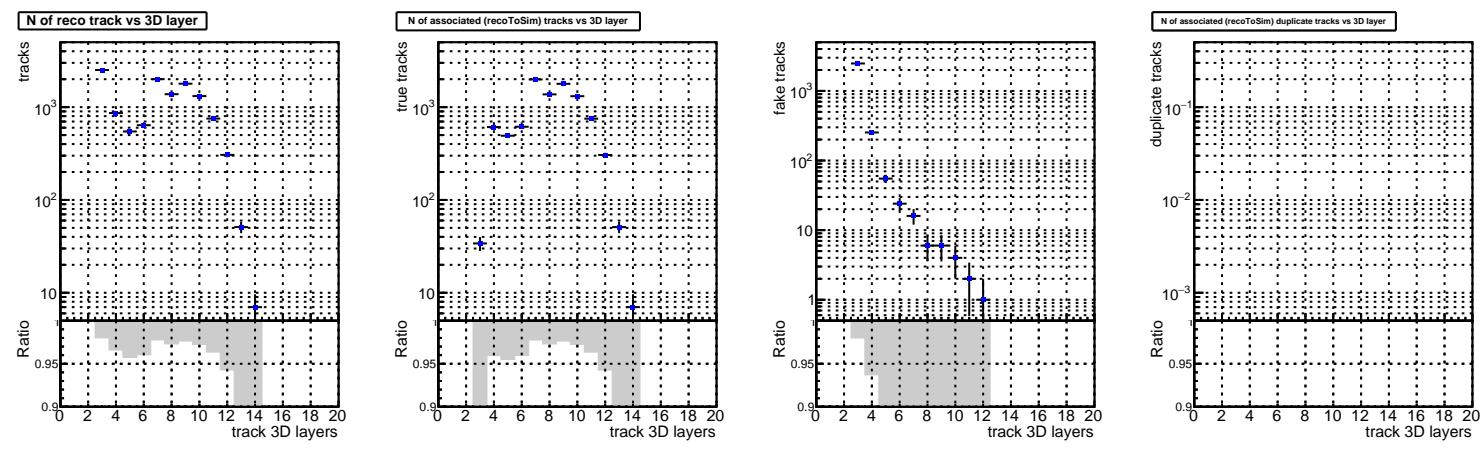 N of reco track vs 3D layer
tracks
10³
10²
10
Ratio
0.95
0.9
0 2 4 6 8 10 12 14 16 18 20
track 3D layers
N of associated (recoToSim) tracks vs 3D layer
true tracks
10³
10²
10
Ratio
0.95
0.9
0 2 4 6 8 10 12 14 16 18 20
track 3D layers
fake tracks
10³
10²
10
1
Ratio
0.95
0.9
0 2 4 6 8 10 12 14 16 18 20
track 3D layers
N of associated (recoToSim) duplicate tracks vs 3D layer
duplicate tracks
10⁻¹
10⁻²
10⁻³
Ratio
0.95
0.9
0 2 4 6 8 10 12 14 16 18 20
track 3D layers